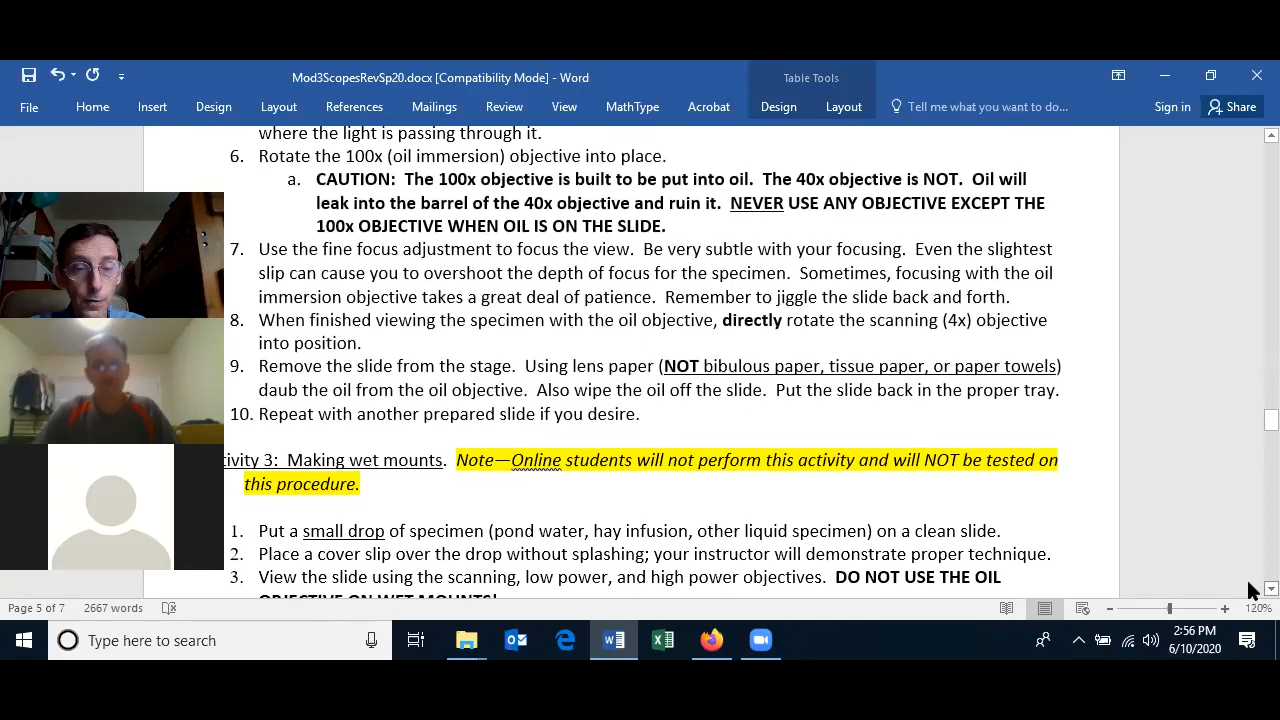 Mod3ScopesRevSp20.docx [Compatibility Mode] - Word
Table Tools
File Home Insert Design Layout References Mailings Review View MathType Acrobat Design Layout Tell me what you want to do... Sign in Share
where the light is passing through it.
6. Rotate the 100x (oil immersion) objective into place.
a. CAUTION: The 100x objective is built to be put into oil. The 40x objective is NOT. Oil will
leak into the barrel of the 40x objective and ruin it. NEVER USE ANY OBJECTIVE EXCEPT THE
100x OBJECTIVE WHEN OIL IS ON THE SLIDE.
7. Use the fine focus adjustment to focus the view. Be very subtle with your focusing. Even the slightest
slip can cause you to overshoot the depth of focus for the specimen. Sometimes, focusing with the oil
immersion objective takes a great deal of patience. Remember to jiggle the slide back and forth.
8. When finished viewing the specimen with the oil objective, directly rotate the scanning (4x) objective
into position.
9. Remove the slide from the stage. Using lens paper (NOT bibulous paper, tissue paper, or paper towels)
daub the oil from the oil objective. Also wipe the oil off the slide. Put the slide back in the proper tray.
10. Repeat with another prepared slide if you desire.
tivity 3: Making wet mounts. Note—Online students will not perform this activity and will NOT be tested on
this procedure.
1. Put a small drop of specimen (pond water, hay infusion, other liquid specimen) on a clean slide.
2. Place a cover slip over the drop without splashing; your instructor will demonstrate proper technique.
3. View the slide using the scanning, low power, and high power objectives. DO NOT USE THE OIL
OBJECTIVE ON WET MOUNTS!
Page 5 of 7 2667 words 120%
Type here to search
2:56 PM
6/10/2020